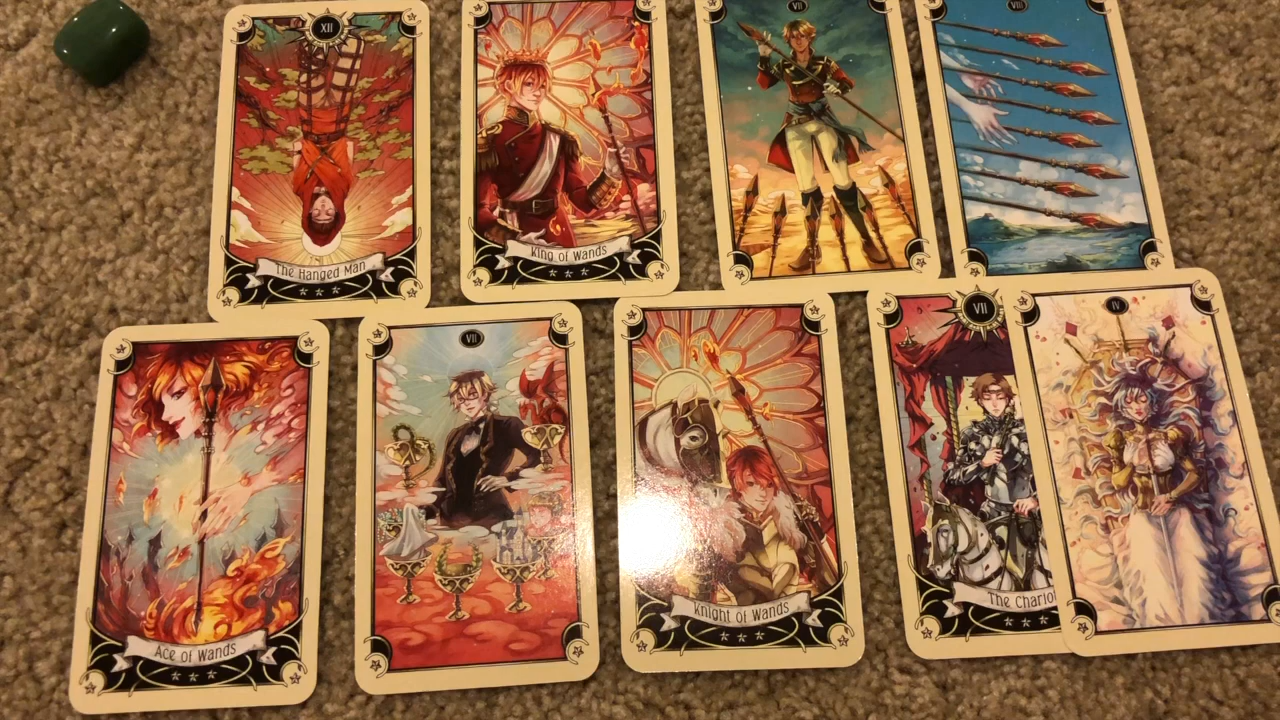 XII
The Hanged Man
King of Wands
VII
VIII
Ace of Wands
VII
Knight of Wands
VII
The Chario
IV